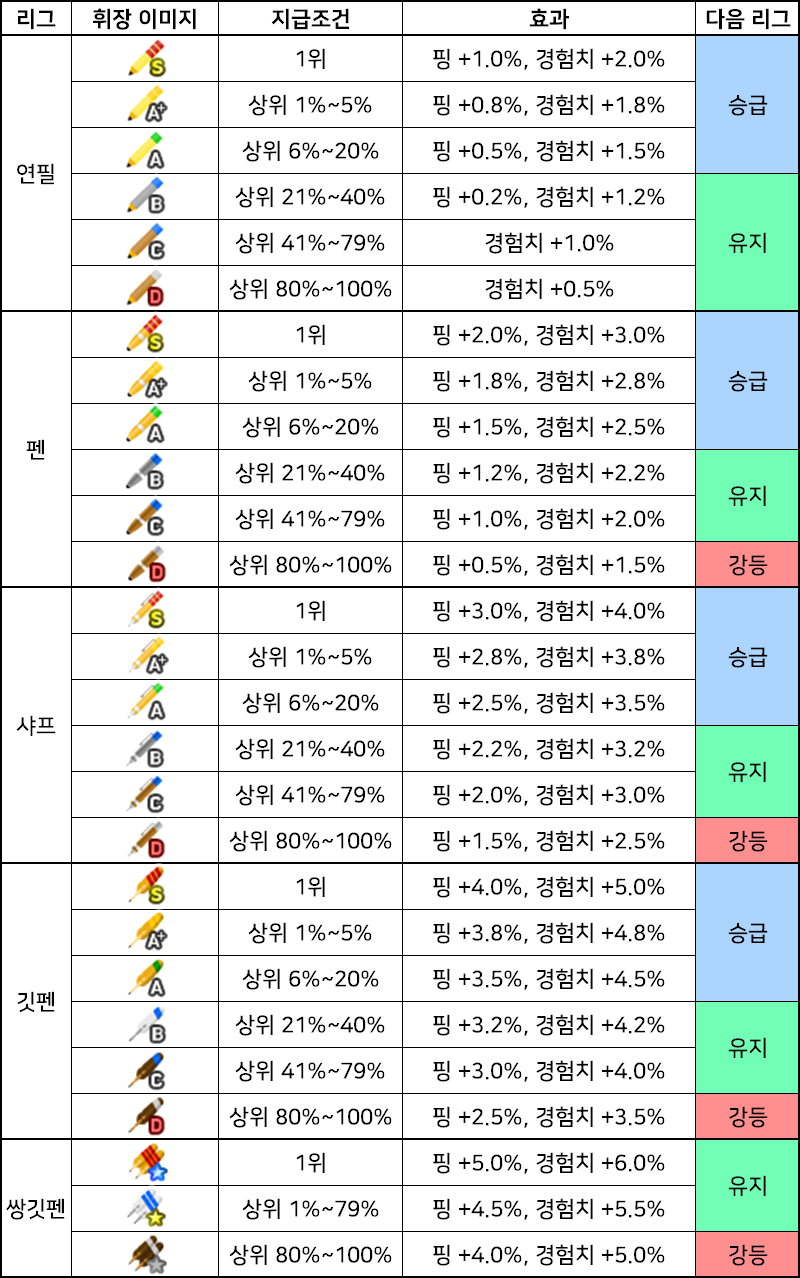 리그 휘장 이미지 지급조건 효과 다음 리그
연필 S 1위 핑 +1.0%, 경험치 +2.0% 승급
A+ 상위 1%~5% 핑 +0.8%, 경험치 +1.8%
A 상위 6%~20% 핑 +0.5%, 경험치 +1.5%
B 상위 21%~40% 핑 +0.2%, 경험치 +1.2% 유지
C 상위 41%~79% 경험치 +1.0%
D 상위 80%~100% 경험치 +0.5%
펜 S 1위 핑 +2.0%, 경험치 +3.0% 승급
A+ 상위 1%~5% 핑 +1.8%, 경험치 +2.8%
A 상위 6%~20% 핑 +1.5%, 경험치 +2.5%
B 상위 21%~40% 핑 +1.2%, 경험치 +2.2% 유지
C 상위 41%~79% 핑 +1.0%, 경험치 +2.0%
D 상위 80%~100% 핑 +0.5%, 경험치 +1.5% 강등
샤프 S 1위 핑 +3.0%, 경험치 +4.0% 승급
A+ 상위 1%~5% 핑 +2.8%, 경험치 +3.8%
A 상위 6%~20% 핑 +2.5%, 경험치 +3.5%
B 상위 21%~40% 핑 +2.2%, 경험치 +3.2% 유지
C 상위 41%~79% 핑 +2.0%, 경험치 +3.0%
D 상위 80%~100% 핑 +1.5%, 경험치 +2.5% 강등
깃펜 S 1위 핑 +4.0%, 경험치 +5.0% 승급
A+ 상위 1%~5% 핑 +3.8%, 경험치 +4.8%
A 상위 6%~20% 핑 +3.5%, 경험치 +4.5%
B 상위 21%~40% 핑 +3.2%, 경험치 +4.2% 유지
C 상위 41%~79% 핑 +3.0%, 경험치 +4.0%
D 상위 80%~100% 핑 +2.5%, 경험치 +3.5% 강등
쌍깃펜 1위 핑 +5.0%, 경험치 +6.0% 유지
상위 1%~79% 핑 +4.5%, 경험치 +5.5%
상위 80%~100% 핑 +4.0%, 경험치 +5.0% 강등